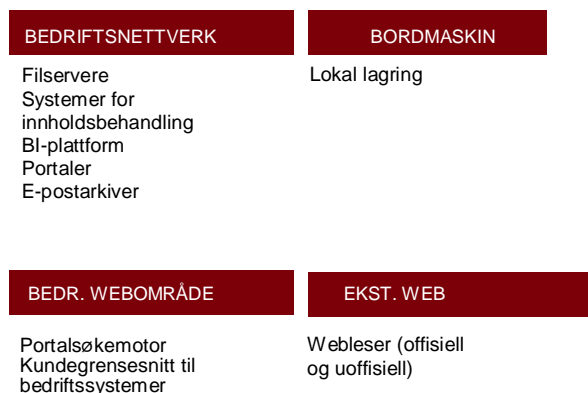 BEDRIFTSNETTVERK
Filservere
Systemer for
innholdsbehandling
BI-plattform
Portaler
E-postarkiver
BORDMASKIN
Lokal lagring
BEDR. WEBOMRÅDE
Portalsøkemotor
Kundegrensesnitt til
bedriftssystemer
EKST. WEB
Webleser (offisiell
og uoffisiell)